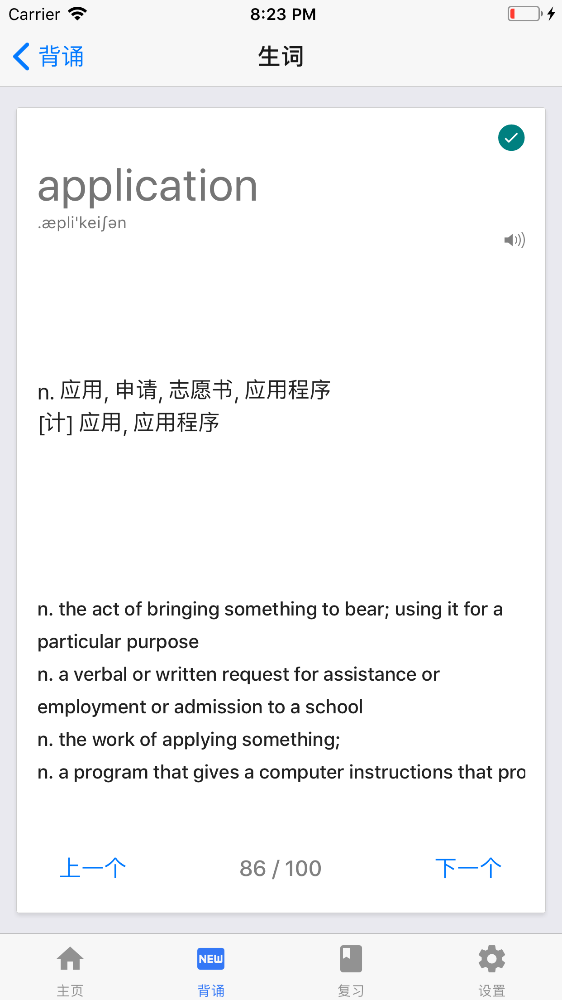 Carrier 8:23 PM
背诵 生词
application
.æpli'keiʃən
n. 应用, 申请, 志愿书, 应用程序
[计] 应用, 应用程序
n. the act of bringing something to bear; using it for a
particular purpose
n. a verbal or written request for assistance or
employment or admission to a school
n. the work of applying something;
n. a program that gives a computer instructions that pro
上一个 86 / 100 下一个
NEW
主页 背诵 复习 设置